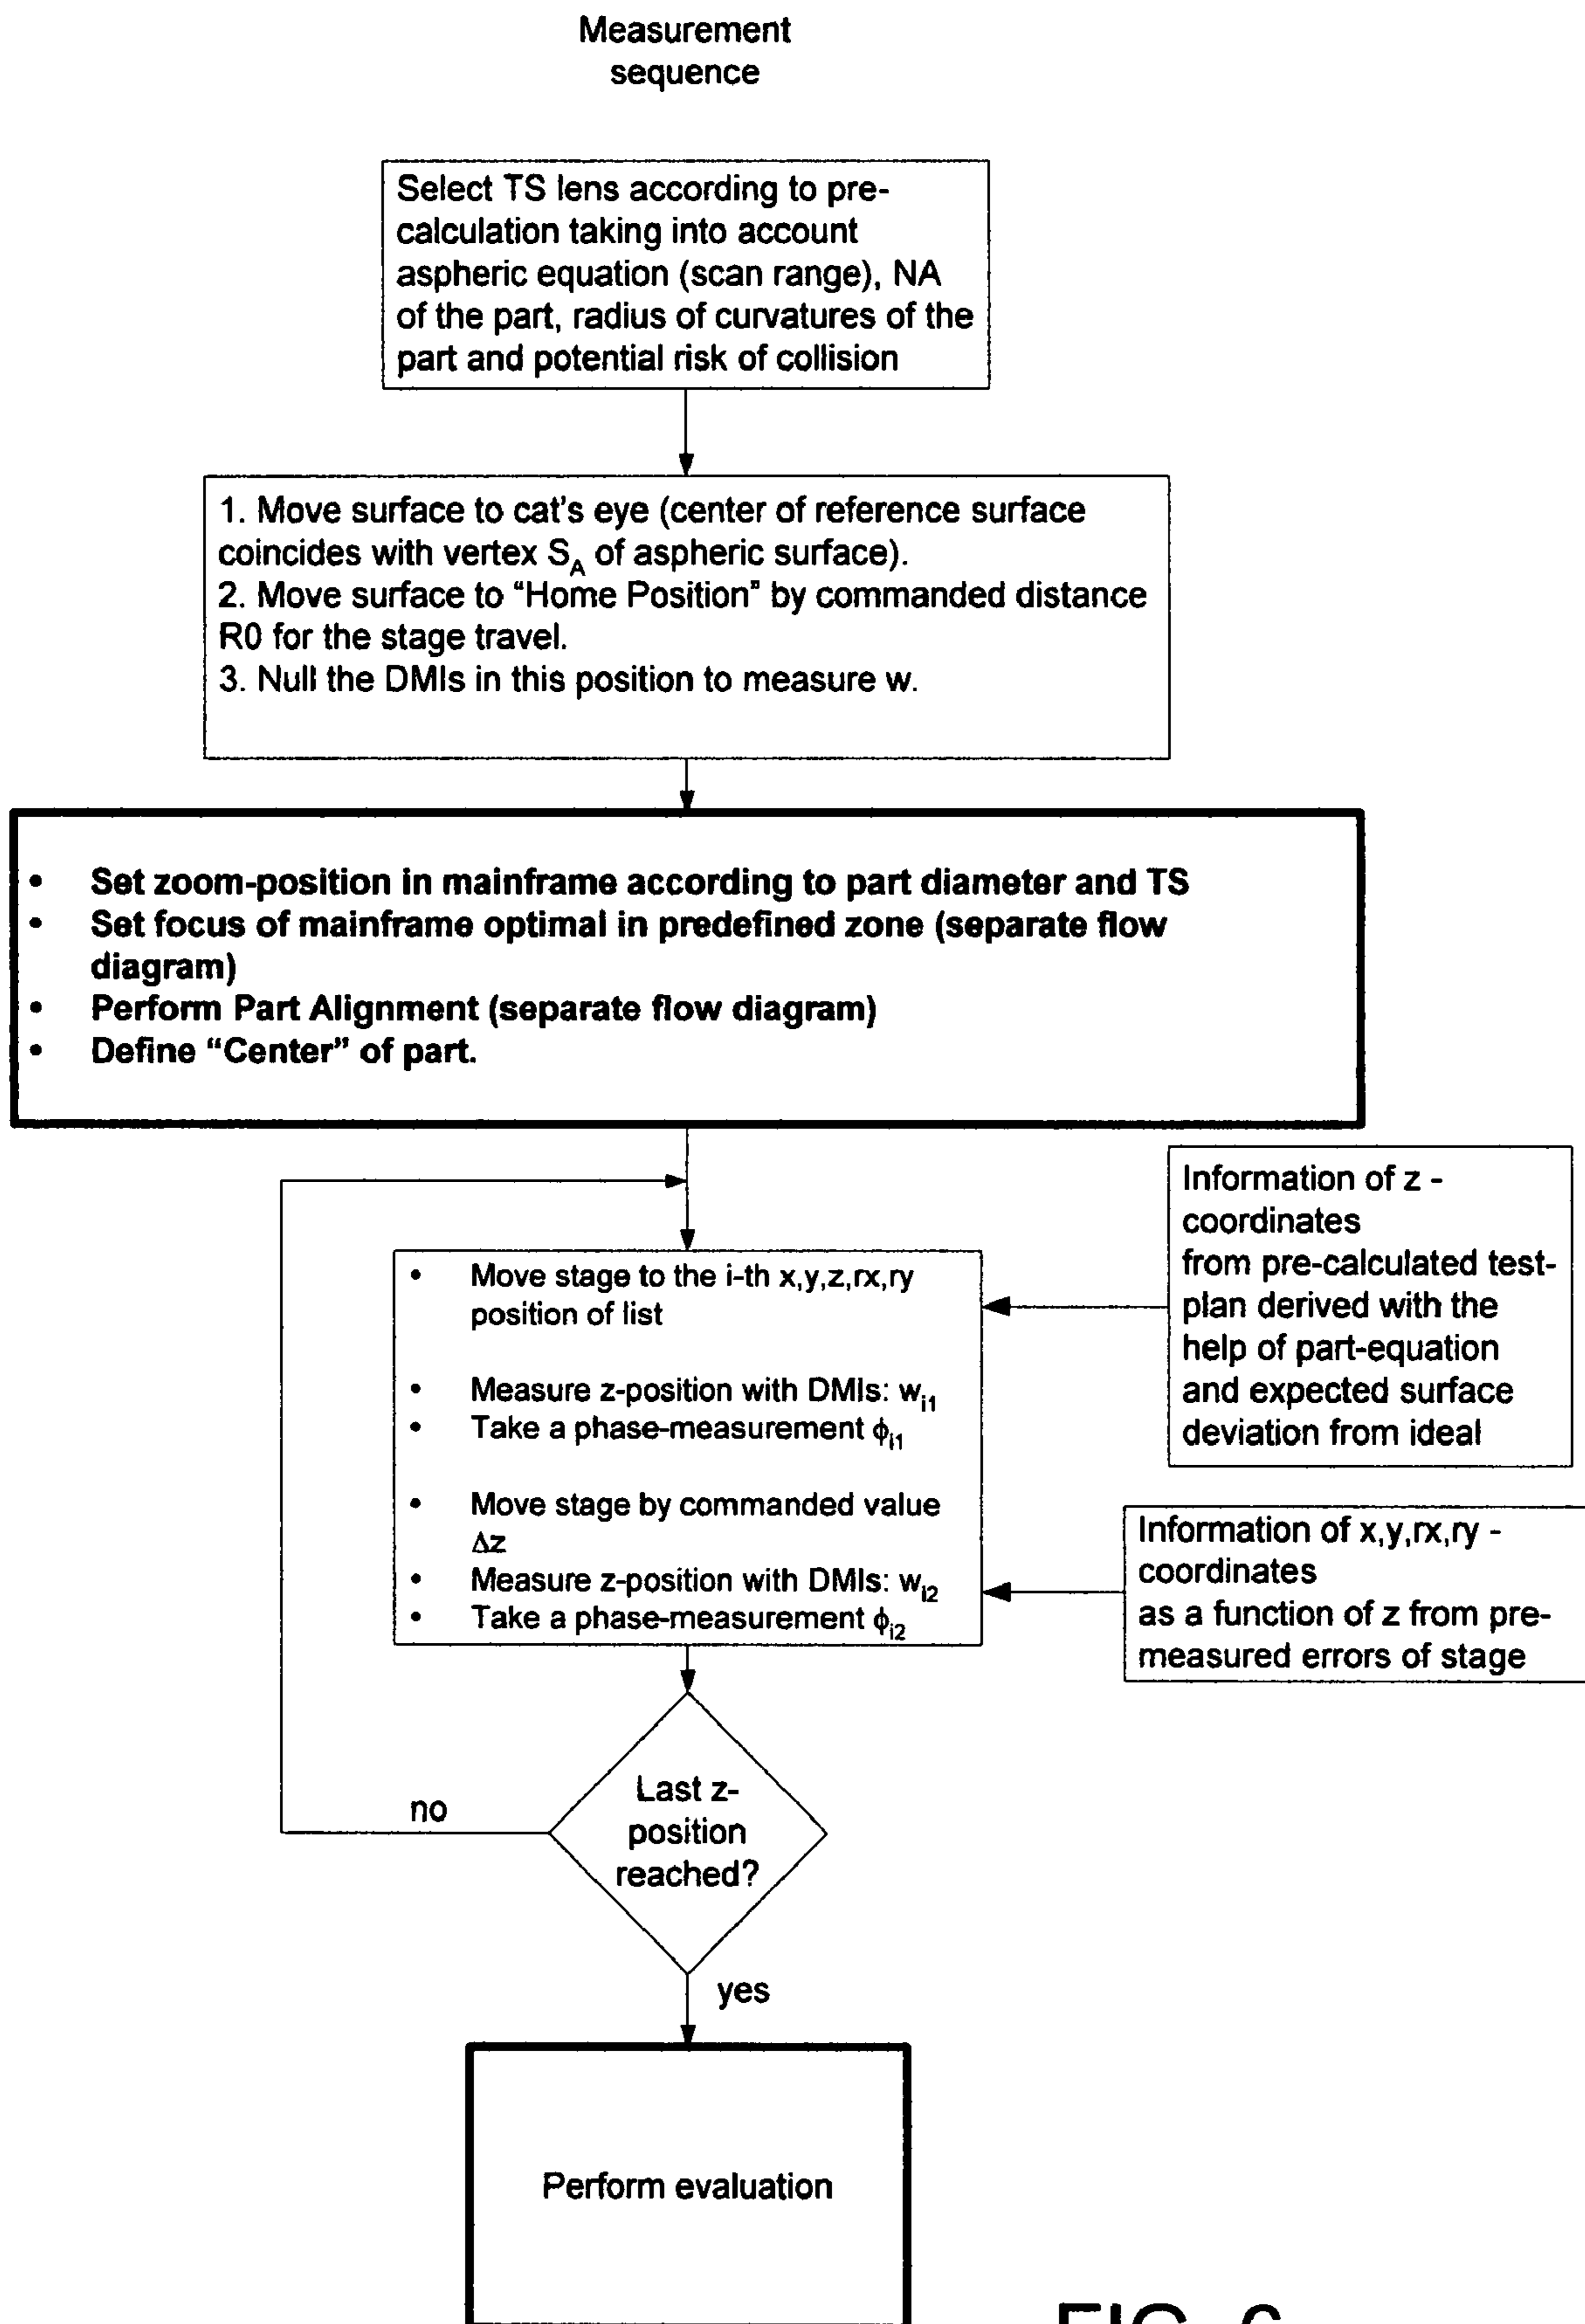 Measurement
sequence
Select TS lens according to pre-
calculation taking into account
aspheric equation (scan range), NA
of the part, radius of curvatures of the
part and potential risk of collision
1. Move surface to cat's eye (center of reference surface
coincides with vertex S_A of aspheric surface).
2. Move surface to "Home Position" by commanded distance
R0 for the stage travel.
3. Null the DMIs in this position to measure w.
• Set zoom-position in mainframe according to part diameter and TS
• Set focus of mainframe optimal in predefined zone (separate flow
diagram)
• Perform Part Alignment (separate flow diagram)
• Define "Center" of part.
Information of z -
coordinates
from pre-calculated test-
plan derived with the
help of part-equation
and expected surface
deviation from ideal
• Move stage to the i-th x,y,z,rx,ry
position of list
• Measure z-position with DMIs: w_i1
• Take a phase-measurement ϕ_i1
• Move stage by commanded value
Δz
• Measure z-position with DMIs: w_i2
• Take a phase-measurement ϕ_i2
Information of x,y,rx,ry -
coordinates
as a function of z from pre-
measured errors of stage
Last z-
position
reached?
no
yes
Perform evaluation